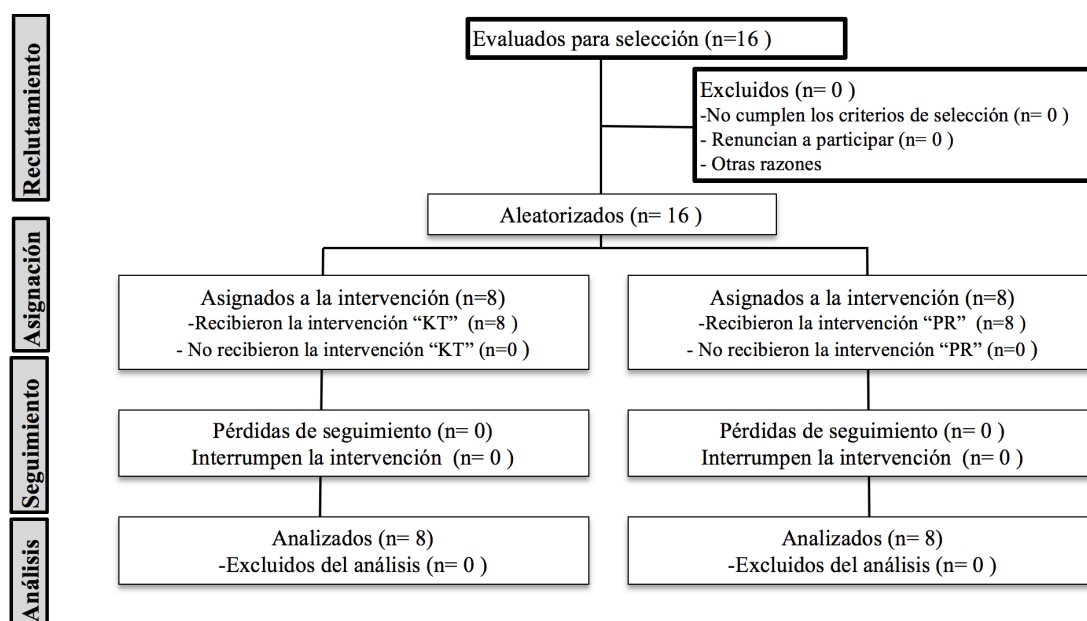 Reclutamiento
Evaluados para selección (n=16 )
Excluidos (n= 0 )
-No cumplen los criterios de selección (n= 0 )
- Renuncian a participar (n= 0 )
- Otras razones
Aleatorizados (n= 16 )
Asignación
Asignados a la intervención (n=8)
-Recibieron la intervención “KT” (n=8 )
- No recibieron la intervención “KT” (n=0 )
Asignados a la intervención (n=8)
-Recibieron la intervención “PR” (n=8 )
- No recibieron la intervención “PR” (n=0 )
Seguimiento
Pérdidas de seguimiento (n= 0)
Interrumpen la intervención (n= 0 )
Pérdidas de seguimiento (n= 0 )
Interrumpen la intervención (n= 0 )
Análisis
Analizados (n= 8)
-Excluidos del análisis (n= 0 )
Analizados (n= 8)
-Excluidos del análisis (n= 0 )